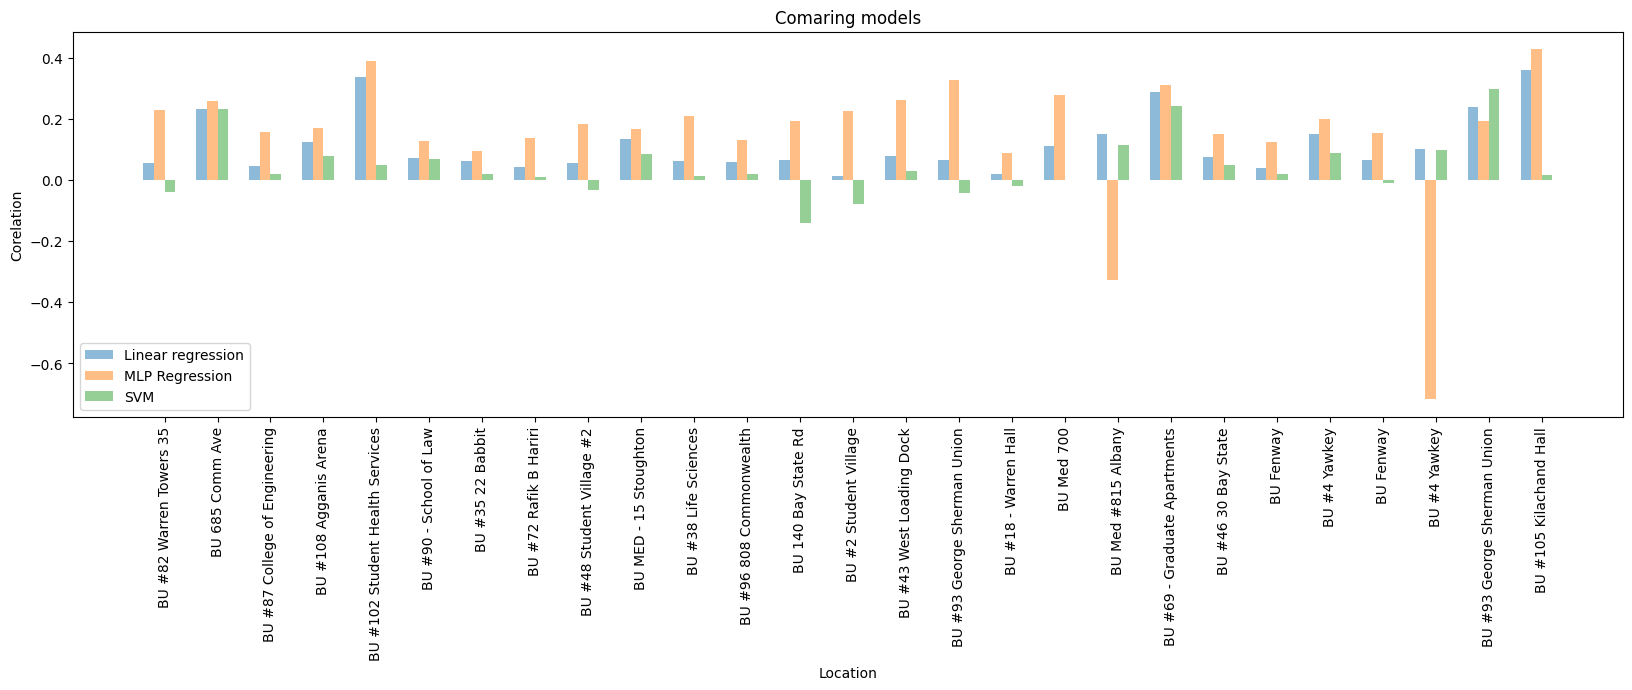 Comaring models
Corelation
0.4
0.2
0.0
−0.2
−0.4
−0.6
Linear regression
MLP Regression
SVM
BU #82 Warren Towers 35
BU 685 Comm Ave
BU #87 College of Engineering
BU #108 Agganis Arena
BU #102 Student Health Services
BU #90 - School of Law
BU #35 22 Babbit
BU #72 Rafik B Hariri
BU #48 Student Village #2
BU MED - 15 Stoughton
BU #38 Life Sciences
BU #96 808 Commonwealth
BU 140 Bay State Rd
BU #2 Student Village
BU #43 West Loading Dock
BU #93 George Sherman Union
BU #18 - Warren Hall
BU Med 700
BU Med #815 Albany
BU #69 - Graduate Apartments
BU #46 30 Bay State
BU Fenway
BU #4 Yawkey
BU Fenway
BU #4 Yawkey
BU #93 George Sherman Union
BU #105 Kilachand Hall
Location